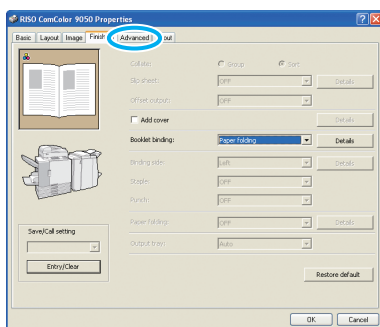 RISO ComColor 9050 Properties
Basic Layout Image Finish Advanced out
Collate: Group Sort
Slip sheet: OFF Details
Offset output: OFF
Add cover Details
Booklet binding: Paper folding Details
Binding side: Left Details
Staple: OFF
Punch: OFF
Paper folding: OFF Details
Output tray: Auto
Save/Call setting
Entry/Clear
Restore default
OK Cancel